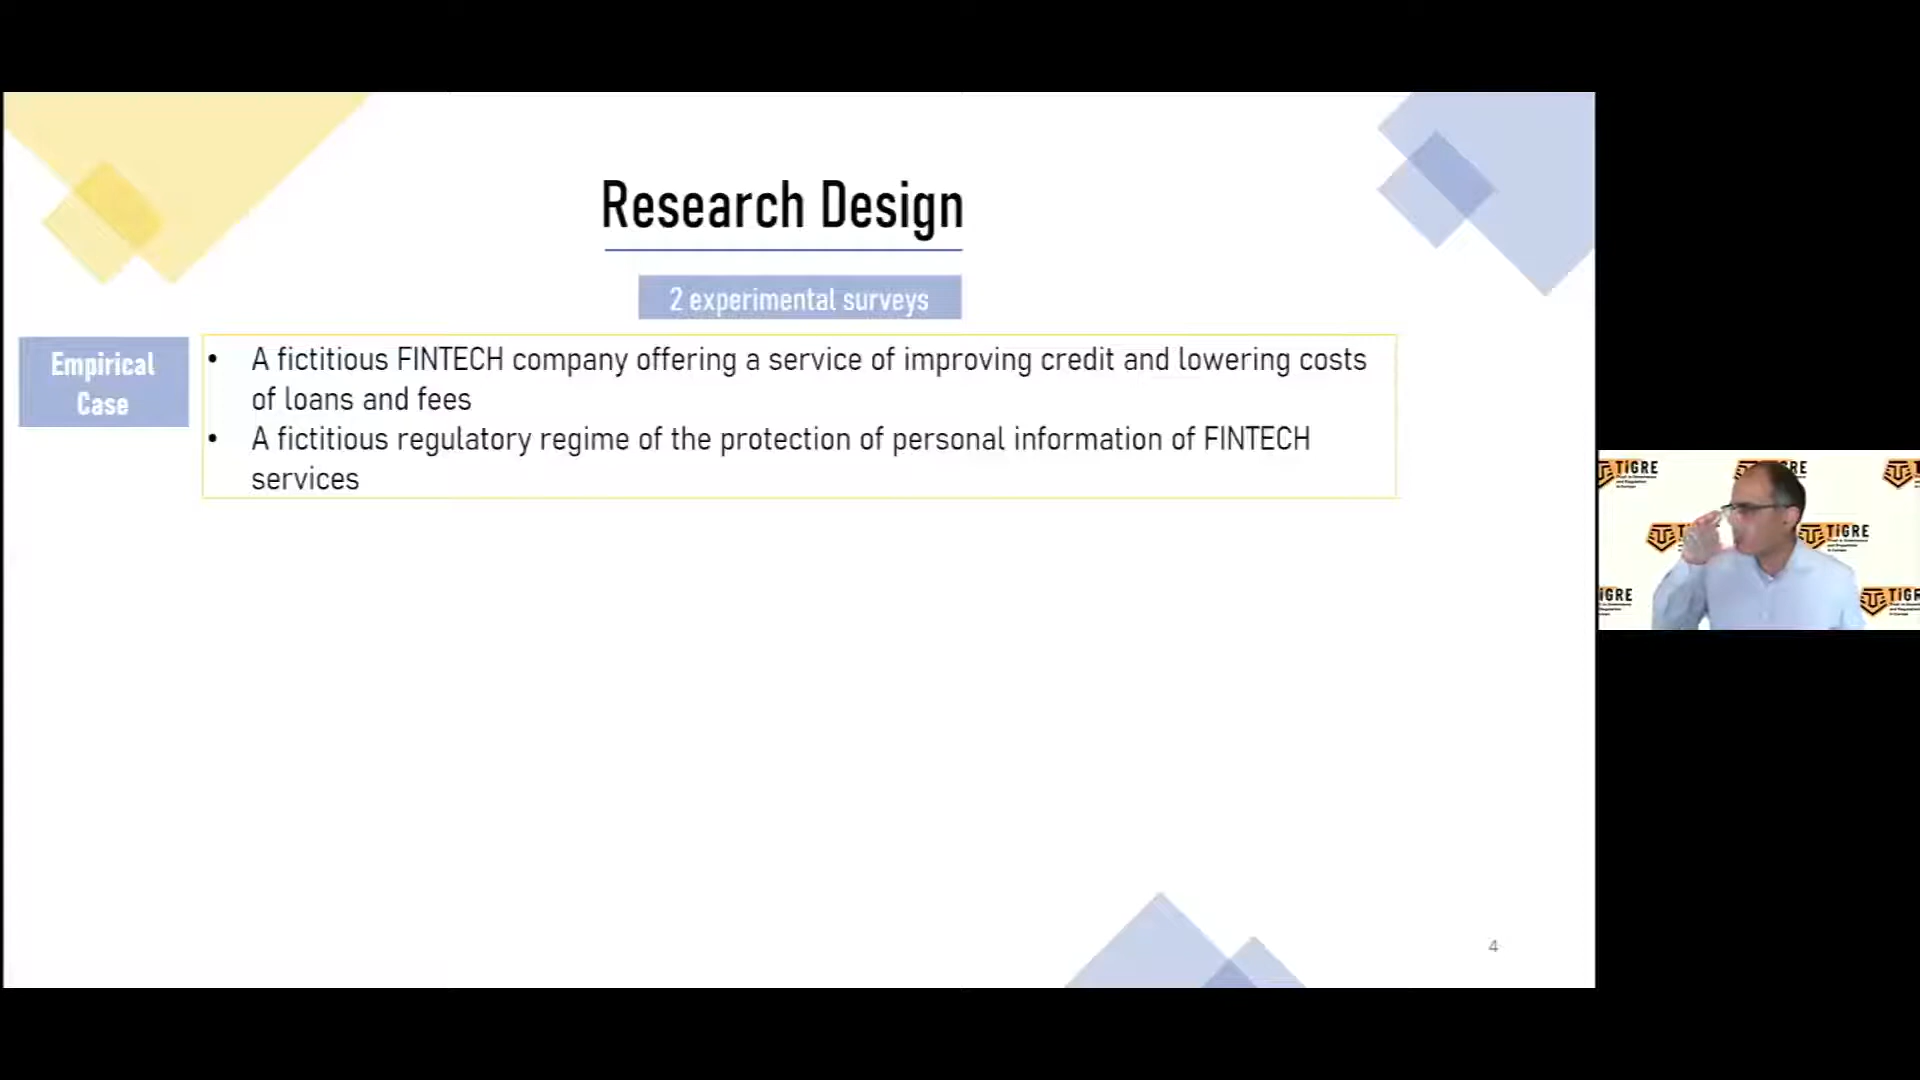 Research Design
2 experimental surveys
Empirical
Case
• A fictitious FINTECH company offering a service of improving credit and lowering costs
of loans and fees
• A fictitious regulatory regime of the protection of personal information of FINTECH
services
4
TiGRE
TiGRE
TiGRE